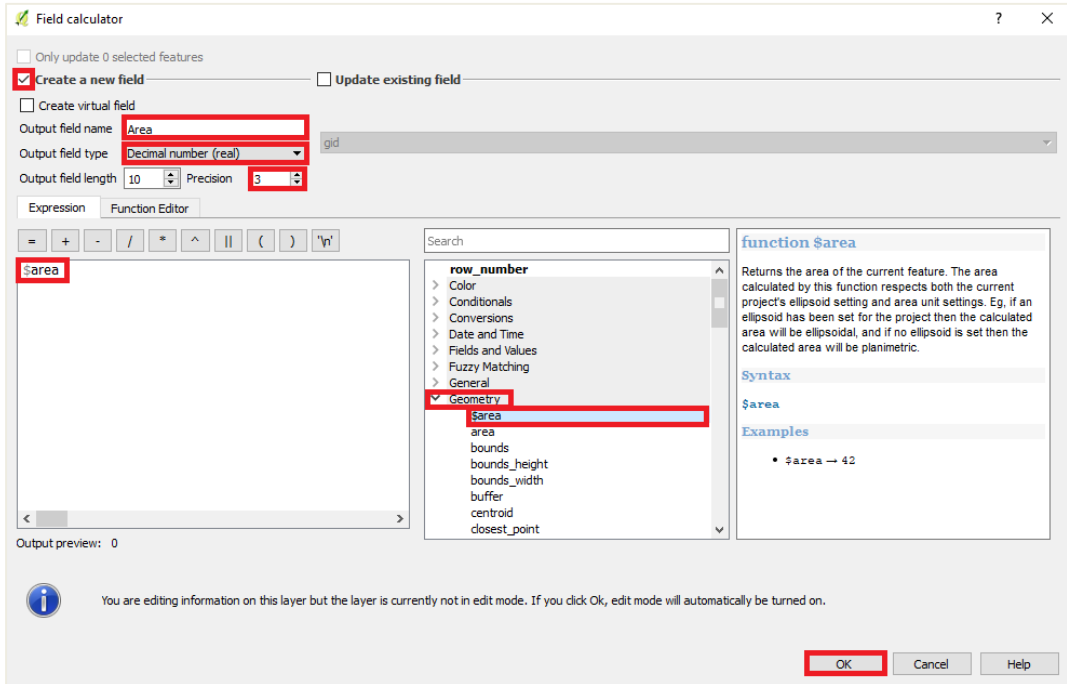 Field calculator ? ×
Only update 0 selected features
Create a new field Update existing field
Create virtual field
Output field name Area
Output field type Decimal number (real) gid
Output field length 10 Precision 3
Expression Function Editor
= + - / * ^ || ( ) '\n'
$area
Output preview: 0
Search
row_number
Color
Conditionals
Conversions
Date and Time
Fields and Values
Fuzzy Matching
General
Geometry
$area
area
bounds
bounds_height
bounds_width
buffer
centroid
closest_point
function $area
Returns the area of the current feature. The area
calculated by this function respects both the current
project's ellipsoid setting and area unit settings. Eg, if an
ellipsoid has been set for the project then the calculated
area will be ellipsoidal, and if no ellipsoid is set then the
calculated area will be planimetric.
Syntax
$area
Examples
• $area → 42
You are editing information on this layer but the layer is currently not in edit mode. If you click Ok, edit mode will automatically be turned on.
OK Cancel Help